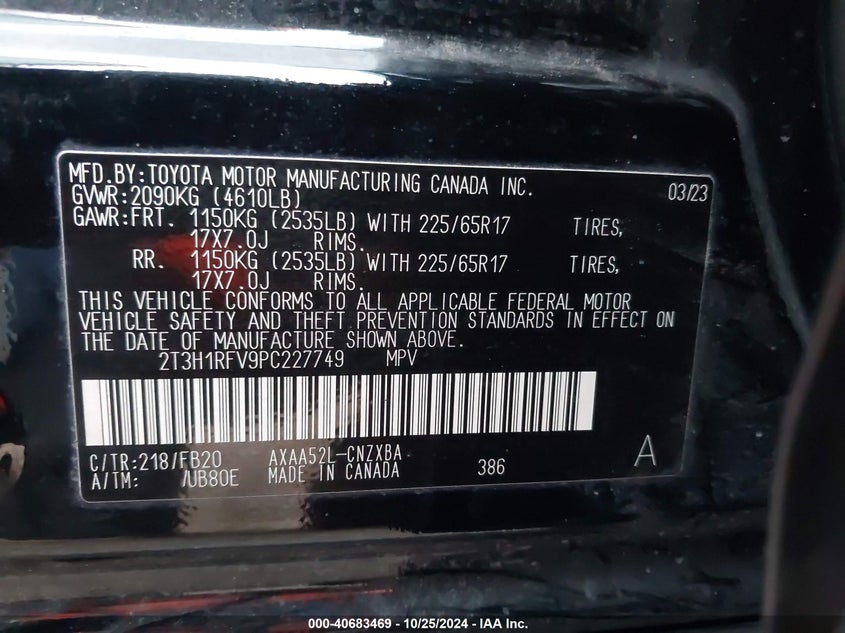 MFD.BY:TOYOTA MOTOR MANUFACTURING CANADA INC. 03/23
GVWR:2090KG (4610LB)
GAWR:FRT. 1150KG (2535LB) WITH 225/65R17 TIRES,
17X7.0J RIMS.
RR. 1150KG (2535LB) WITH 225/65R17 TIRES,
17X7.0J RIMS.
THIS VEHICLE CONFORMS TO ALL APPLICABLE FEDERAL MOTOR
VEHICLE SAFETY AND THEFT PREVENTION STANDARDS IN EFFECT ON
THE DATE OF MANUFACTURE SHOWN ABOVE.
2T3H1RFV9PC227749 MPV
C/TR:218/FB20 AXAA52L-CNZXBA 386 A
A/TM: /UB80E MADE IN CANADA
000-40683469 - 10/25/2024 - IAA Inc.